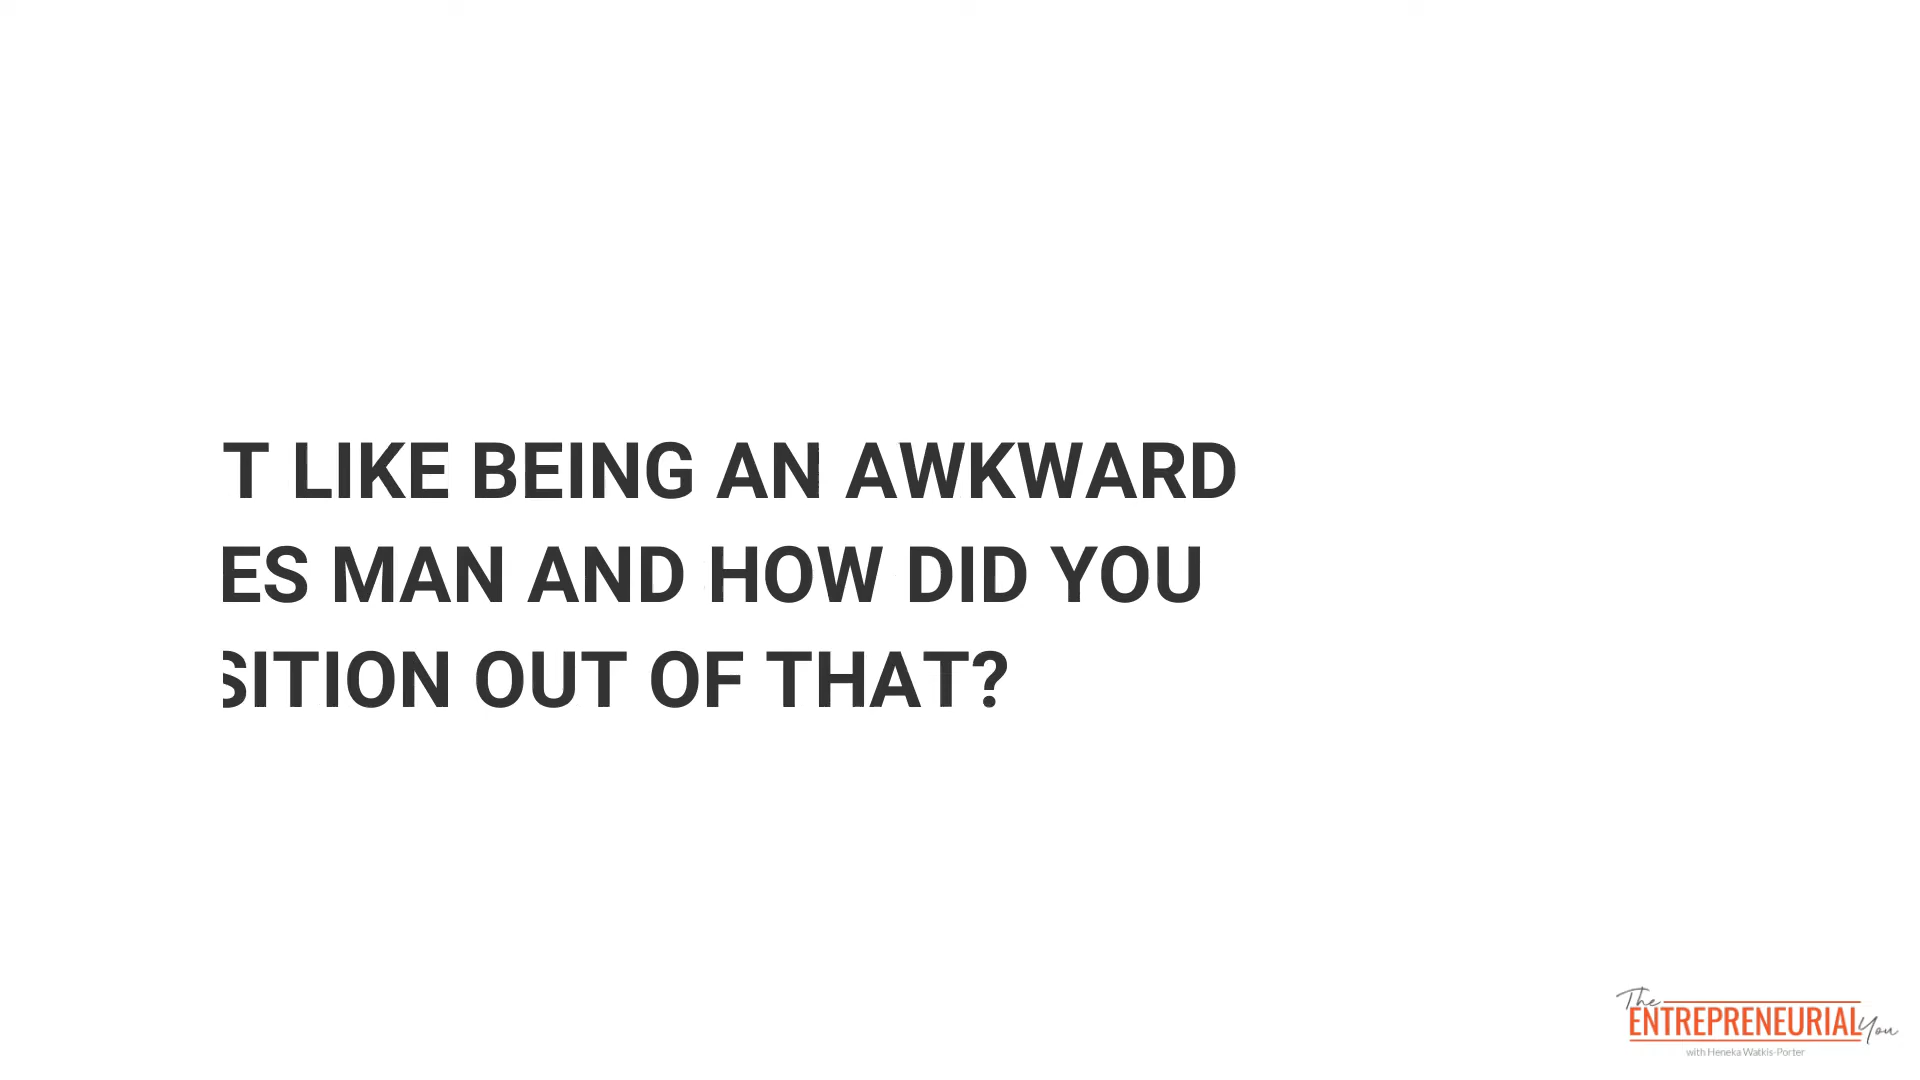 T LIKE BEING AN AWKWARD
ES MAN AND HOW DID YOU
SITION OUT OF THAT?
The
ENTREPRENEURIAL You
with Heneka Watkis-Porter